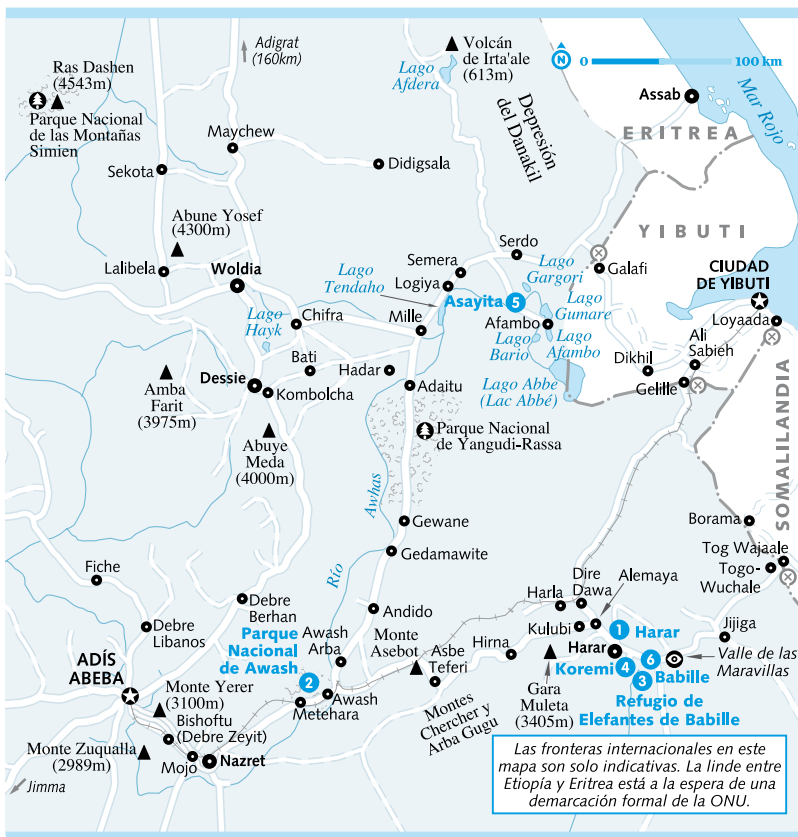 Adigrat
(160km)
Ras Dashen
(4543m)
Parque Nacional
de las Montañas
Simien
Volcán
de Irta'ale
(613m)
Lago
Afdera
N
0
100 km
Mar Rojo
Assab
ERITREA
Depresión
del Danakil
Maychew
Didigsala
Sekota
YIBUTI
Abune Yosef
(4300m)
Lalibela
Woldia
Lago
Tendaho
Semera
Logiya
Serdo
Lago
Gargori
Galafi
CIUDAD
DE YIBUTI
Asayita
5
Lago
Gumare
Loyaada
Lago
Hayk
Chifra
Mille
Afambo
Lago
Bario
Lago
Afambo
Ali
Sabieh
Dikhil
Bati
Hadar
Dessie
Kombolcha
Adaitu
Lago Abbe
(Lac Abbé)
Gelille
Amba
Farit
(3975m)
Abuye
Meda
(4000m)
Parque Nacional
de Yangudi-Rassa
SOMALILANDIA
Awhas
Río
Gewane
Gedamawite
Borama
Tog Wajaale
Togo-
Wuchale
Fiche
Debre
Libanos
Debre
Berhan
Andido
Harla
Dire
Dawa
Alemaya
Kulubi
1
Harar
Jijiga
Parque
Nacional
de Awash
2
Awash
Arba
Monte
Asebot
Asbe
Teferi
Hirna
Harar
Koremi
4
6
Babille
3
Refugio de
Elefantes de Babille
Valle de las
Maravillas
ADÍS
ABEBA
Monte Yerer
(3100m)
Bishoftu
(Debre Zeyit)
Metehara
Awash
Montes
Chercher y
Arba Gugu
Gara
Muleta
(3405m)
Monte Zuqualla
(2989m)
Mojo
Nazret
Jimma
Las fronteras internacionales en este
mapa son solo indicativas. La linde entre
Etiopía y Eritrea está a la espera de una
demarcación formal de la ONU.